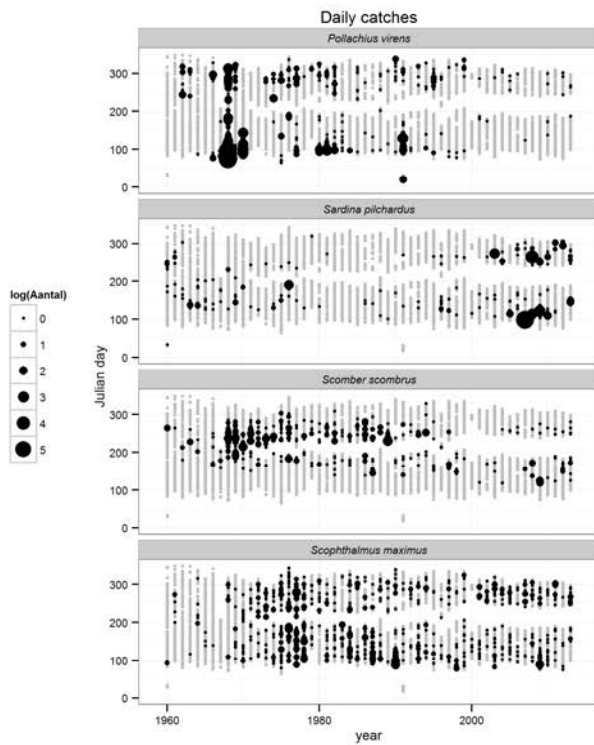 Daily catches
Pollachius virens
300
200
100
0
Sardina pilchardus
300
200
100
0
Scomber scombrus
300
200
100
0
Scophthalmus maximus
300
200
100
0
1960 1980 2000
year
Julian day
log(Aantal)
0
1
2
3
4
5